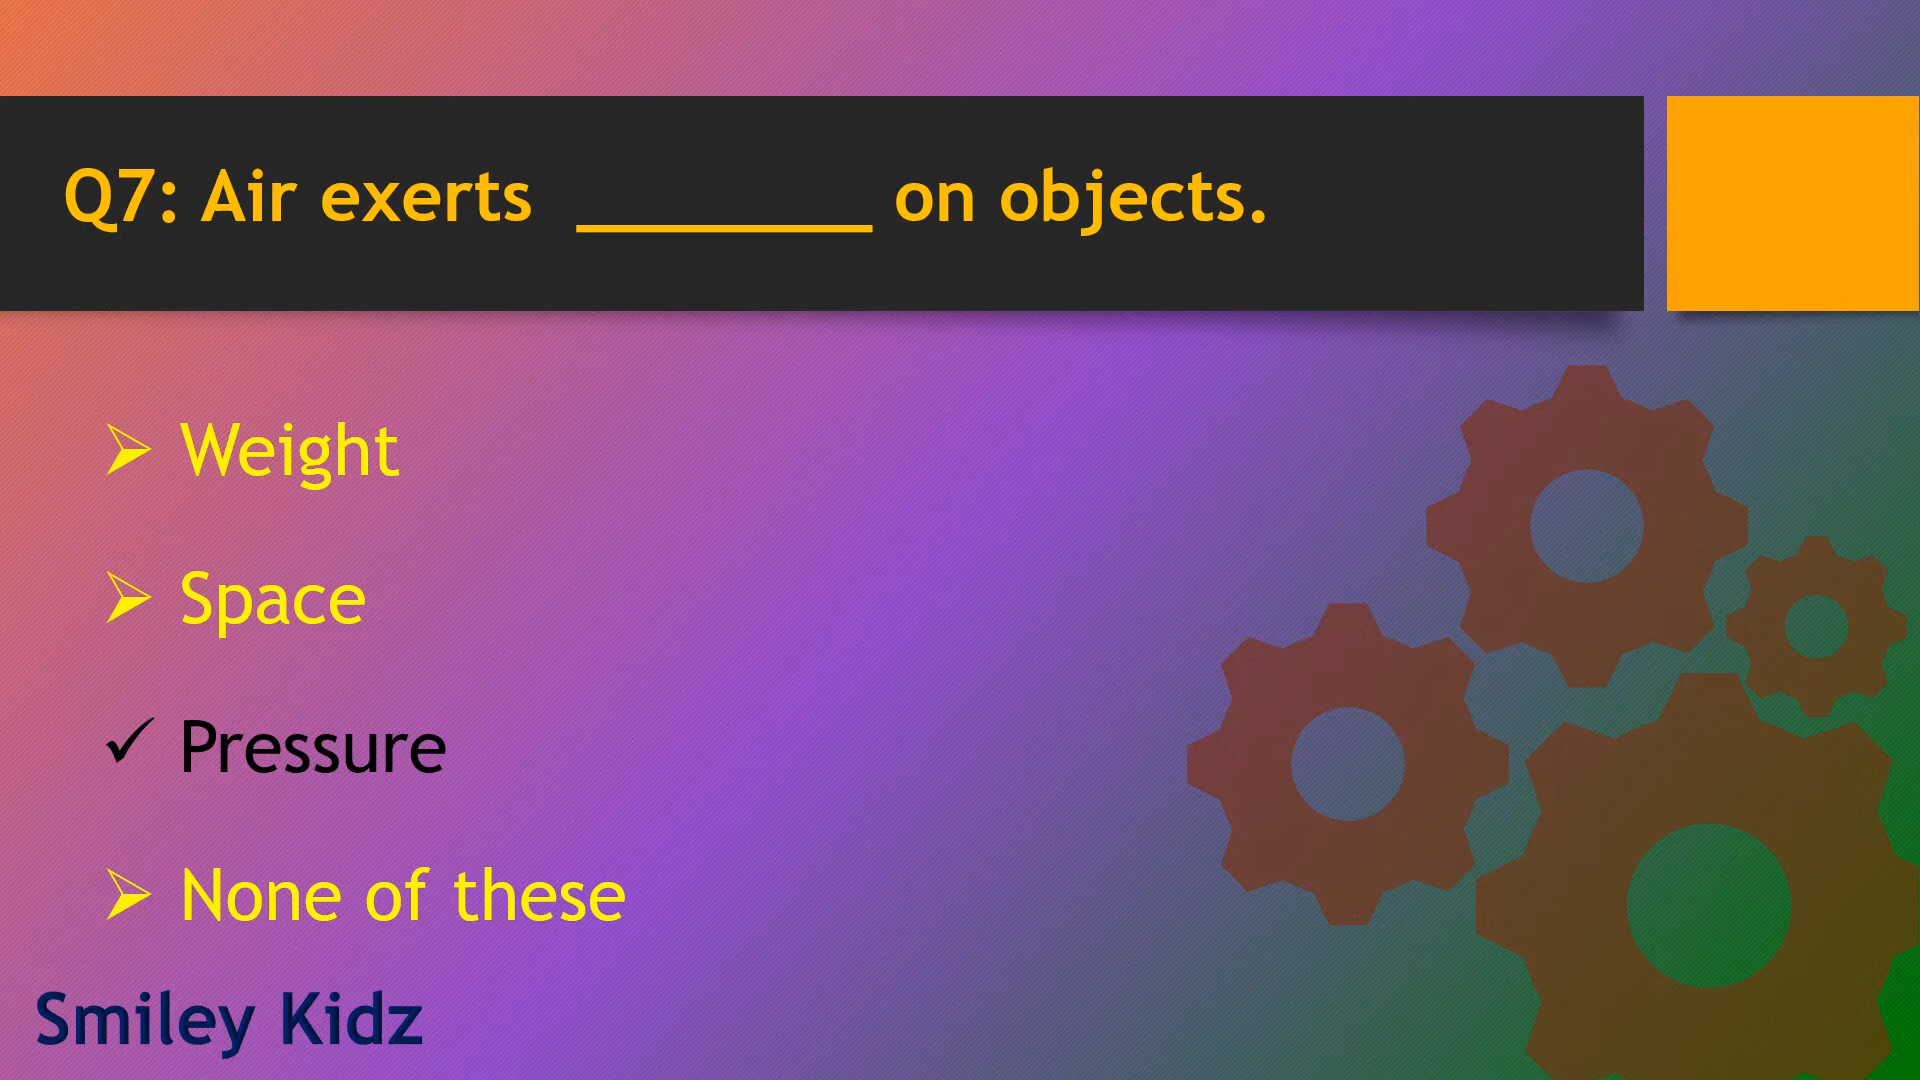 Q7: Air exerts ________ on objects.
➢ Weight
➢ Space
✓ Pressure
➢ None of these
Smiley Kidz